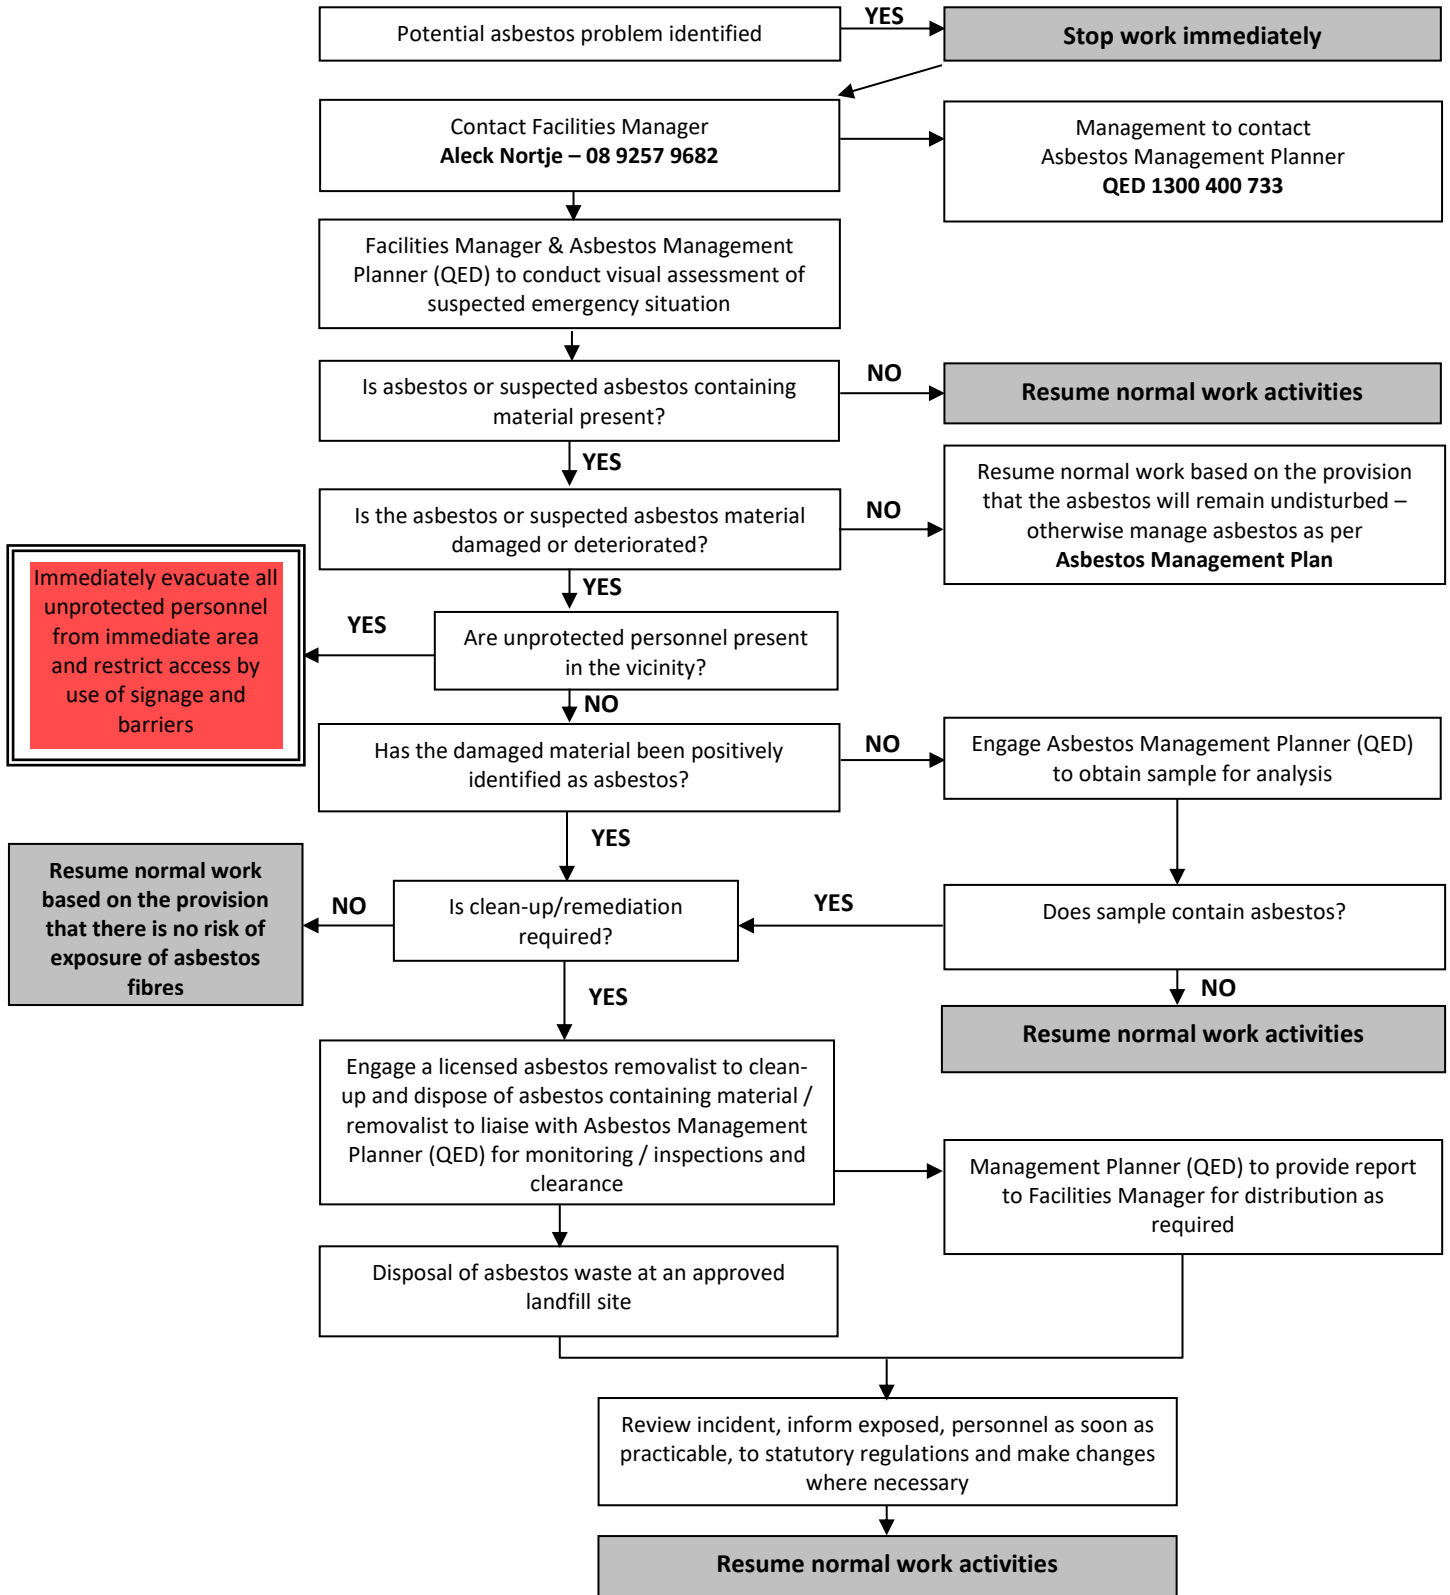 Potential asbestos problem identified
YES
Stop work immediately
Contact Facilities Manager
Aleck Nortje – 08 9257 9682
Management to contact
Asbestos Management Planner
QED 1300 400 733
Facilities Manager & Asbestos Management
Planner (QED) to conduct visual assessment of
suspected emergency situation
Is asbestos or suspected asbestos containing
material present?
NO
Resume normal work activities
YES
Is the asbestos or suspected asbestos material
damaged or deteriorated?
NO
Resume normal work based on the provision
that the asbestos will remain undisturbed –
otherwise manage asbestos as per
Asbestos Management Plan
YES
Are unprotected personnel present
in the vicinity?
YES
Immediately evacuate all
unprotected personnel
from immediate area
and restrict access by
use of signage and
barriers
NO
Has the damaged material been positively
identified as asbestos?
NO
Engage Asbestos Management Planner (QED)
to obtain sample for analysis
YES
Is clean-up/remediation
required?
NO
Resume normal work
based on the provision
that there is no risk of
exposure of asbestos
fibres
YES
Does sample contain asbestos?
NO
Resume normal work activities
YES
Engage a licensed asbestos removalist to clean-
up and dispose of asbestos containing material /
removalist to liaise with Asbestos Management
Planner (QED) for monitoring / inspections and
clearance
Management Planner (QED) to provide report
to Facilities Manager for distribution as
required
Disposal of asbestos waste at an approved
landfill site
Review incident, inform exposed, personnel as soon as
practicable, to statutory regulations and make changes
where necessary
Resume normal work activities